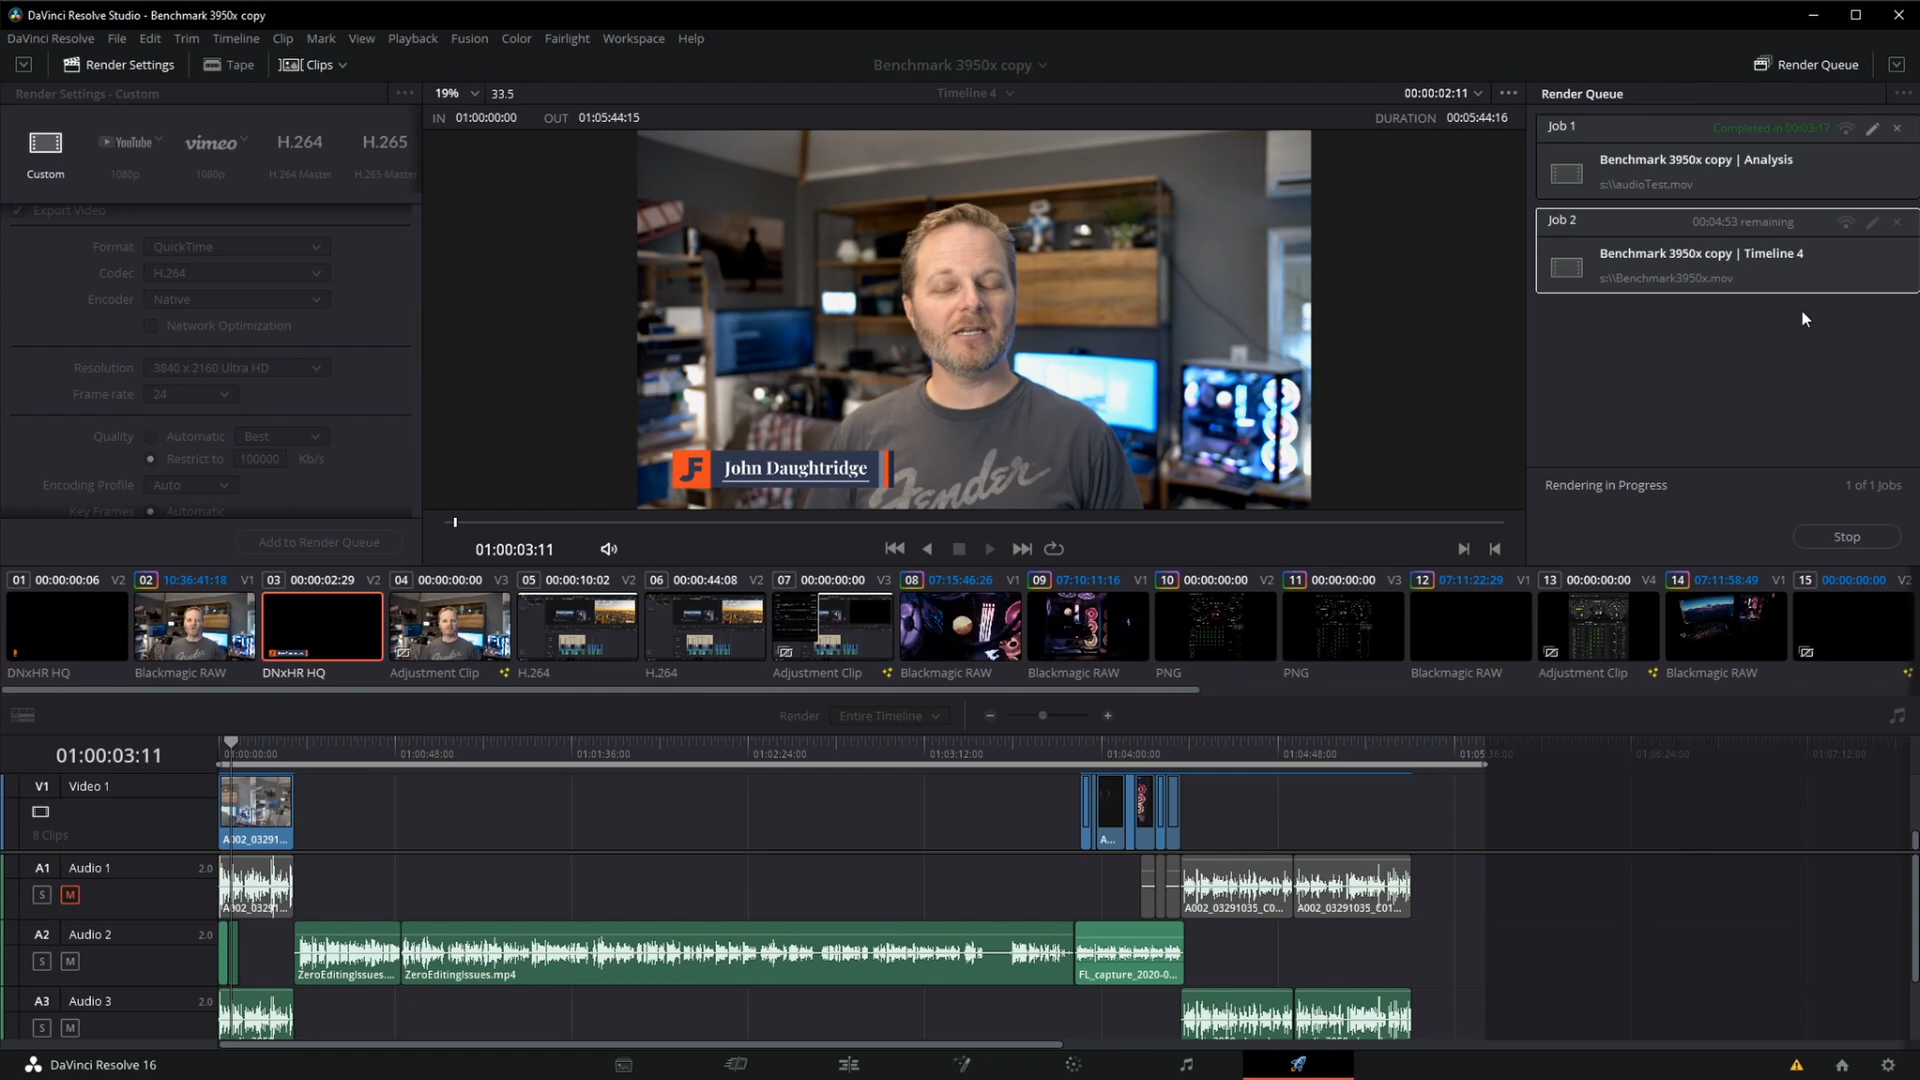 DaVinci Resolve Studio - Benchmark 3950x copy
DaVinci Resolve File Edit Trim Timeline Clip Mark View Playback Fusion Color Fairlight Workspace Help
Render Settings Tape Clips Benchmark 3950x copy Render Queue
Render Settings - Custom 19% 33.5 Timeline 4 00:00:02:11 Render Queue
IN 01:00:00:00 OUT 01:05:44:15 DURATION 00:05:44:16
Custom
YouTube
1080p
vimeo
1080p
H.264
H.264 Master
H.265
H.265 Master
Export Video
Format QuickTime
Codec H.264
Encoder Native
Network Optimization
Resolution 3840 x 2160 Ultra HD
Frame rate 24
Quality Automatic Best
Restrict to 100000 Kb/s
Encoding Profile Auto
Key Frames Automatic
Add to Render Queue
JF John Daughtridge
Fender
01:00:03:11
Job 1 Completed in 00:03:17
Benchmark 3950x copy | Analysis
s:\\audioTest.mov
Job 2 00:04:53 remaining
Benchmark 3950x copy | Timeline 4
s:\\Benchmark3950x.mov
Rendering in Progress 1 of 1 Jobs
Stop
01 00:00:00:06 V2 02 10:36:41:18 V1 03 00:00:02:29 V2 04 00:00:00:00 V3 05 00:00:10:02 V2 06 00:00:44:08 V2 07 00:00:00:00 V3 08 07:15:46:26 V1 09 07:10:11:16 V1 10 00:00:00:00 V2 11 00:00:00:00 V3 12 07:11:22:29 V1 13 00:00:00:00 V4 14 07:11:58:49 V1 15 00:00:00:00 V2
DNxHR HQ Blackmagic RAW DNxHR HQ Adjustment Clip H.264 H.264 Adjustment Clip Blackmagic RAW Blackmagic RAW PNG PNG Blackmagic RAW Adjustment Clip Blackmagic RAW
Render Entire Timeline
01:00:03:11 01:00:00:00 01:00:48:00 01:01:36:00 01:02:24:00 01:03:12:00 01:04:00:00 01:04:48:00 01:05:36:00 01:06:24:00 01:07:12:00
V1 Video 1
8 Clips
A002_03291... A...
A1 Audio 1 2.0
S M
A002_03291... A002_03291035_C0... A002_03291035_C01...
A2 Audio 2 2.0
S M
ZeroEditingIssues.... ZeroEditingIssues.mp4 FL_capture_2020-0...
A3 Audio 3 2.0
S M
DaVinci Resolve 16